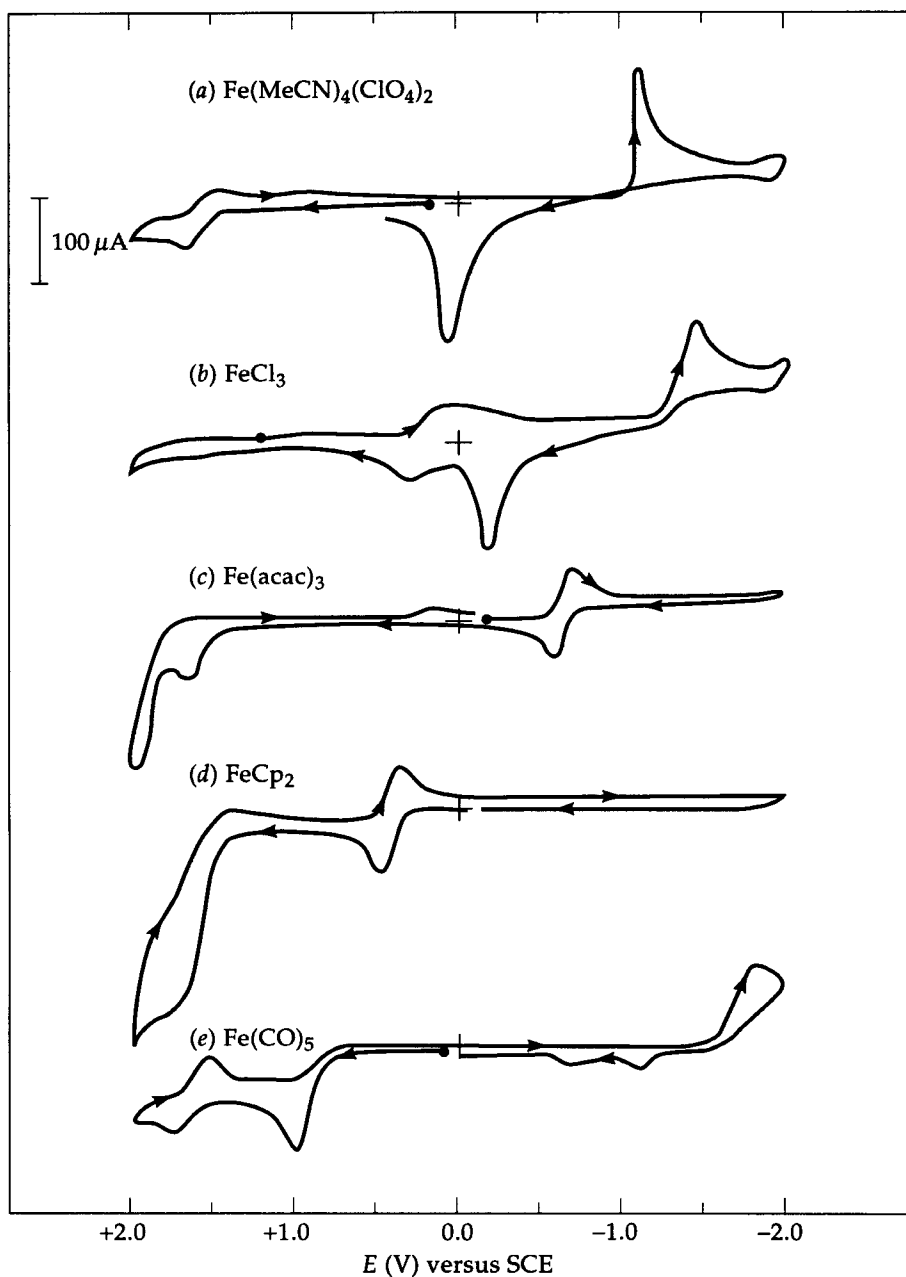 (a) Fe(MeCN)₄(ClO₄)₂
100 μA
(b) FeCl₃
(c) Fe(acac)₃
(d) FeCp₂
(e) Fe(CO)₅
+2.0 +1.0 0.0 –1.0 –2.0
E (V) versus SCE